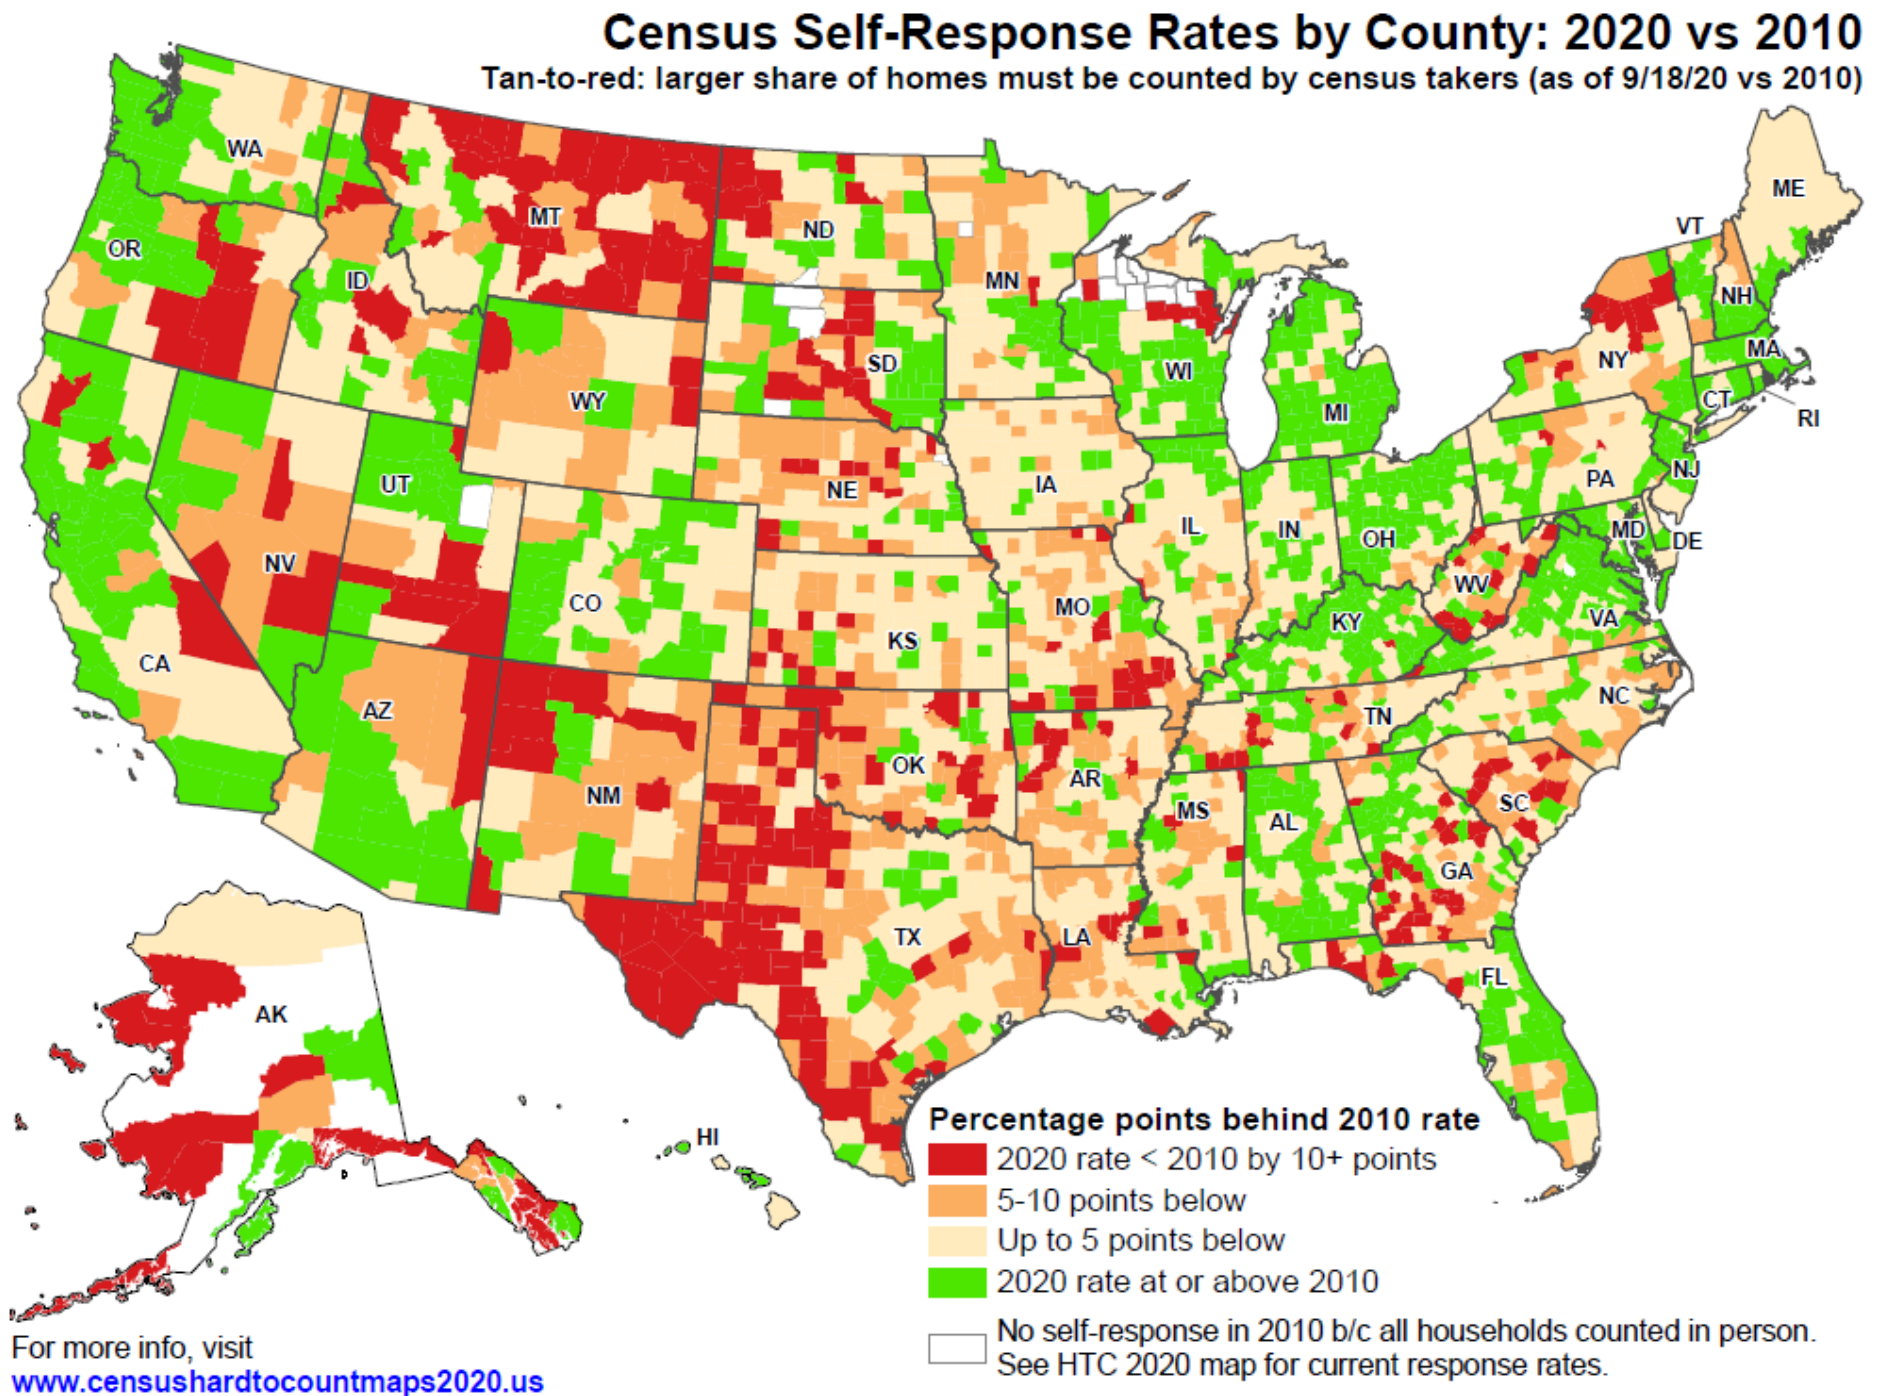 Census Self-Response Rates by County: 2020 vs 2010
Tan-to-red: larger share of homes must be counted by census takers (as of 9/18/20 vs 2010)
WA
ME
MT
VT
ND
OR
MN
ID
NH
WI
NY
MA
SD
MI
WY
CT
RI
NJ
UT
NE
IA
PA
IL
IN
OH
MD
DE
NV
CO
WV
MO
KY
VA
KS
CA
AZ
NC
TN
OK
AR
NM
MS
SC
AL
GA
TX
LA
FL
AK
HI
Percentage points behind 2010 rate
2020 rate < 2010 by 10+ points
5-10 points below
Up to 5 points below
2020 rate at or above 2010
No self-response in 2010 b/c all households counted in person.
See HTC 2020 map for current response rates.
For more info, visit
www.censushardtocountmaps2020.us